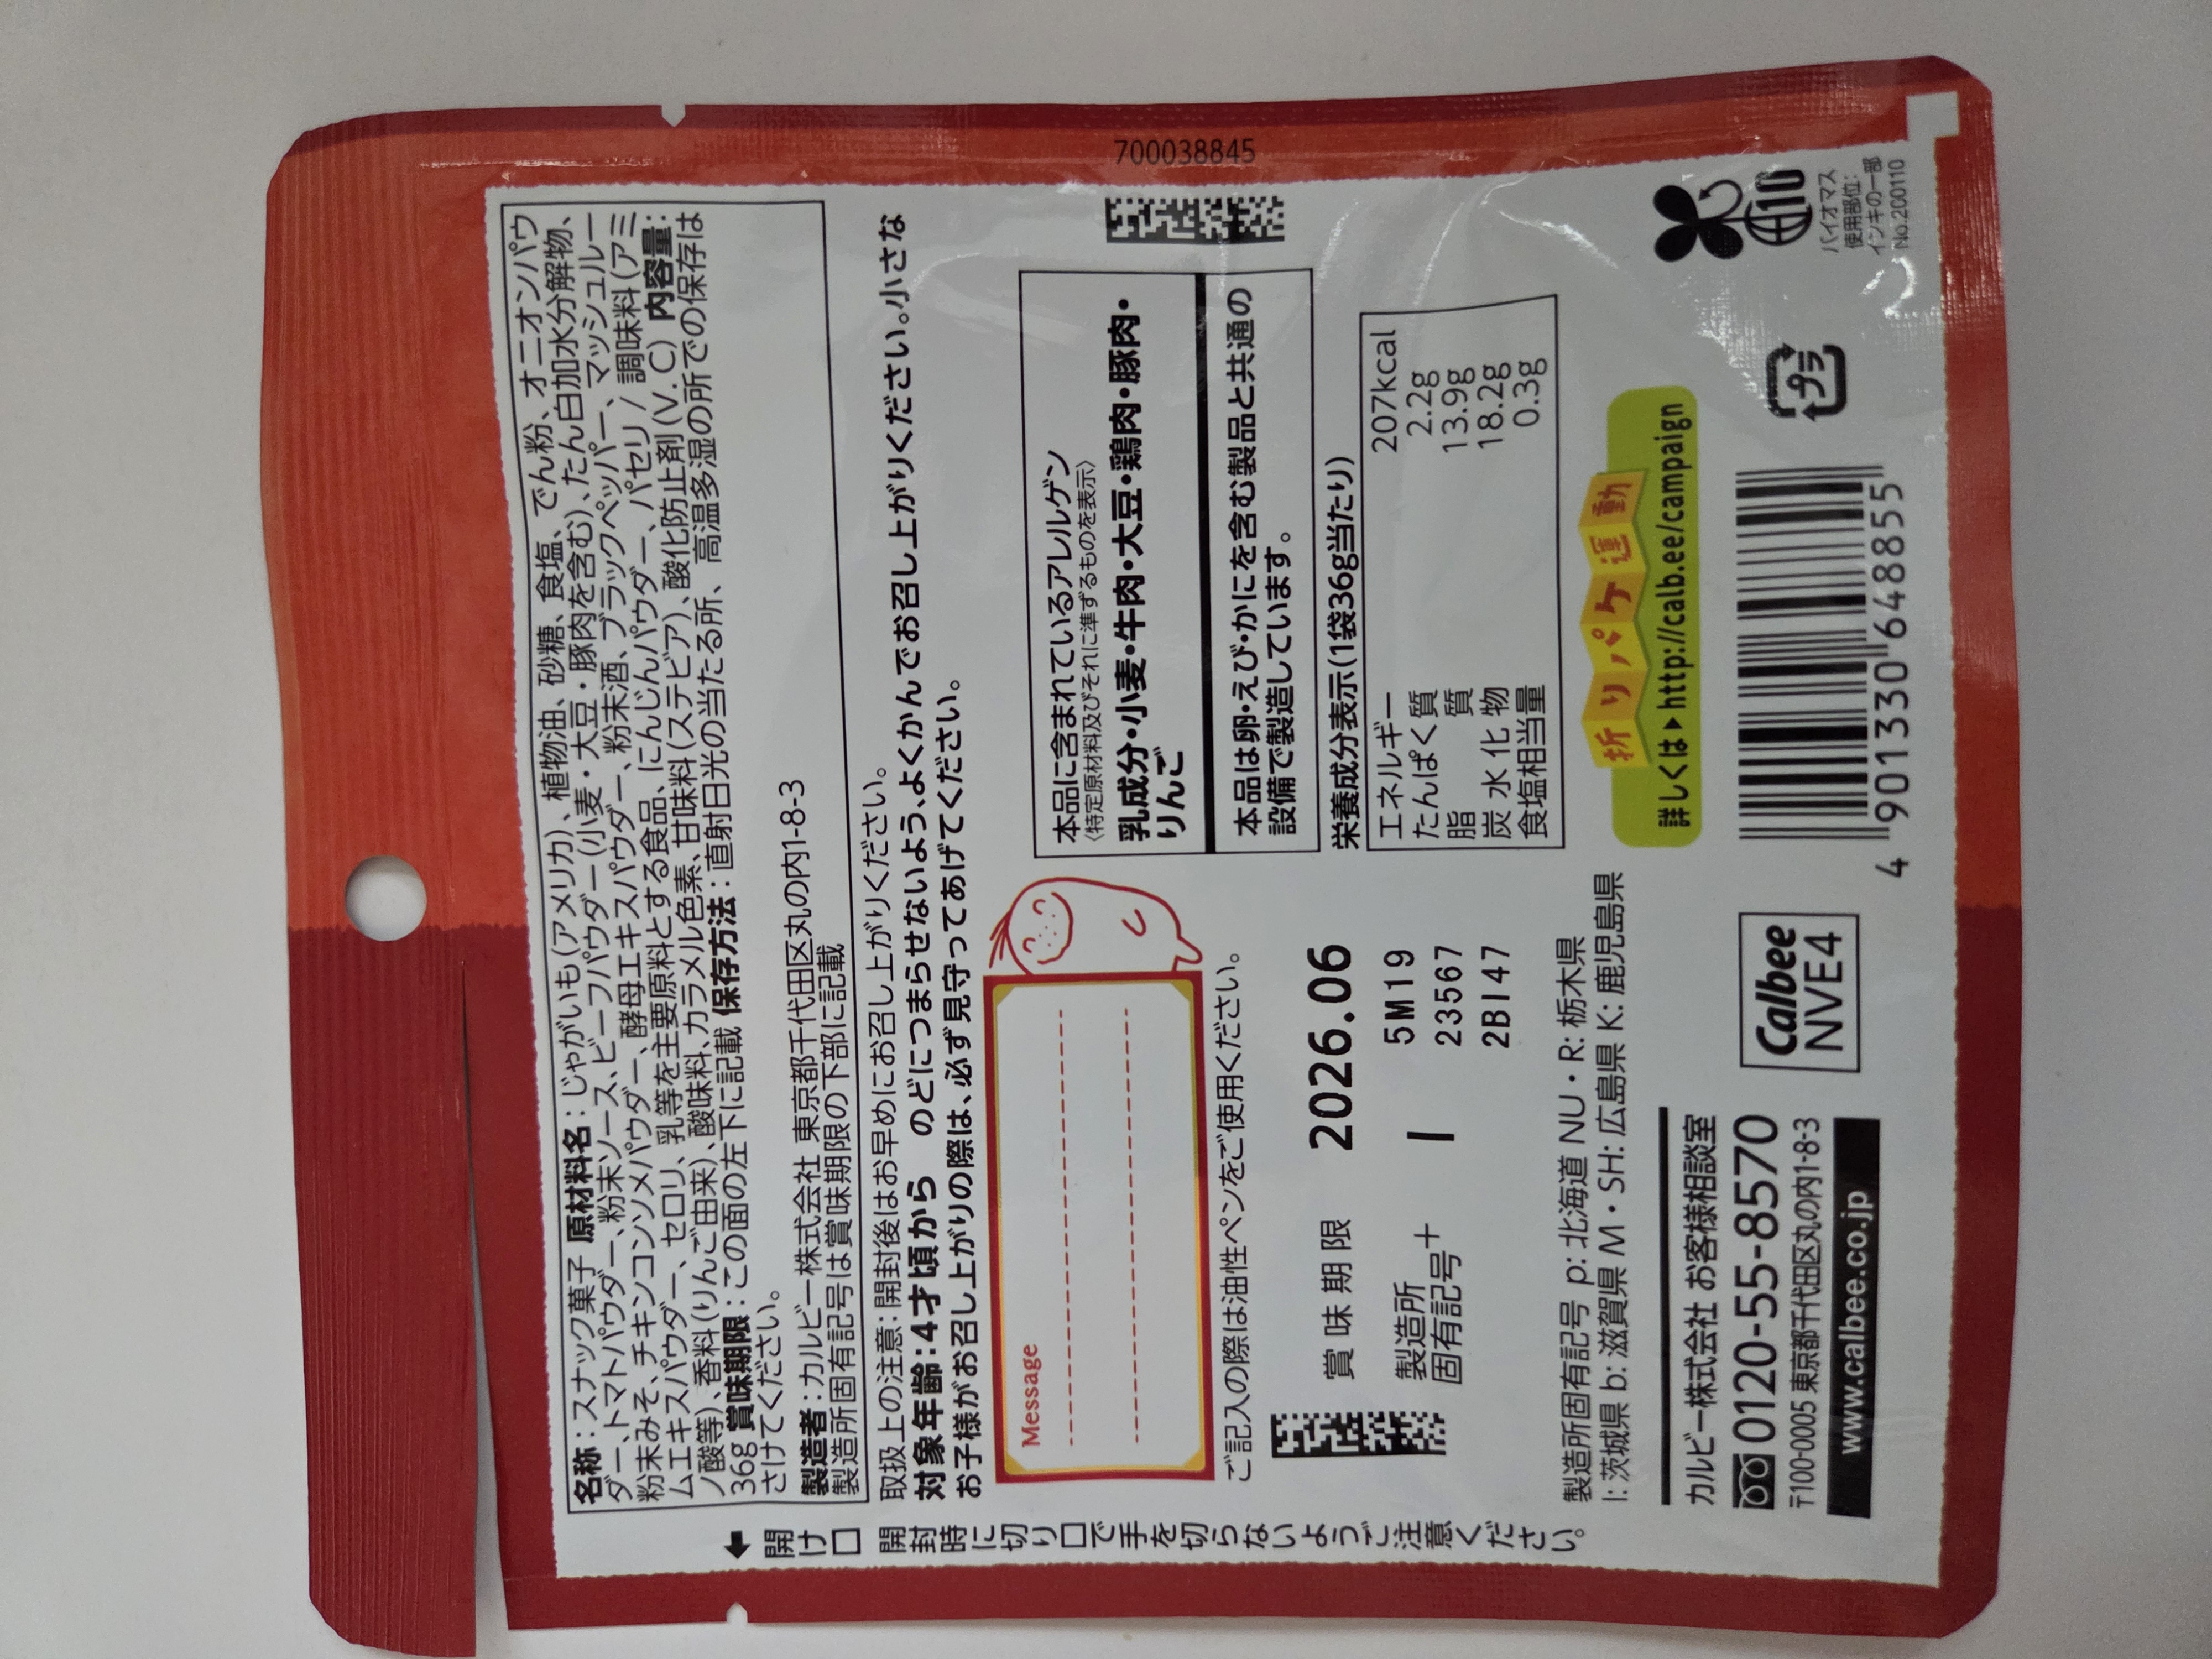 名称：スナック菓子 原材料名：じゃがいも(アメリカ)、植物油、砂糖、食塩、でん粉、オニオンパウ
ダー、トマトパウダー、粉末ソース、ビーフパウダー(小麦・大豆・豚肉を含む)、たん白加水分解物、
粉末みそ、チキンコンソメパウダー、酵母エキスパウダー、粉末酒、ブラックペッパー、マッシュルー
ムエキスパウダー、セロリ、乳等を主要原料とする食品、にんじんパウダー、パセリ / 調味料(アミ
ノ酸等)、香料(りんご由来)、酸味料、カラメル色素、甘味料(ステビア)、酸化防止剤(V.C) 内容量：
36g 賞味期限：この面の左下に記載 保存方法：直射日光の当たる所、高温多湿の所での保存は
さけてください。
製造者：カルビー株式会社 東京都千代田区丸の内1-8-3
製造所固有記号は賞味期限の下部に記載
取扱上の注意：開封後はお早めにお召し上がりください。
対象年齢：4才頃から のどにつまらせないよう、よくかんでお召し上がりください。小さな
お子様がお召し上がりの際は、必ず見守ってあげてください。
開け口
開封時に切り口で手を切らないようご注意ください。
Message
ご記入の際は油性ペンをご使用ください。
本品に含まれているアレルゲン
〈特定原材料及びそれに準ずるものを表示〉
乳成分・小麦・牛肉・大豆・鶏肉・豚肉・
りんご
本品は卵・えび・かにを含む製品と共通の
設備で製造しています。
700038845
栄養成分表示(1袋36g当たり)
エネルギー 207kcal
たんぱく質 2.2g
脂質 13.9g
炭水化物 18.2g
食塩相当量 0.3g
賞味期限 2026.06
製造所
固有記号＋
I
5M19
23567
2BI47
製造所固有記号 p: 北海道 NU・R: 栃木県
I: 茨城県 b: 滋賀県 M・SH: 広島県 K: 鹿児島県
折りパケ運動
詳しくは▶http://calb.ee/campaign
カルビー株式会社 お客様相談室
0120-55-8570
〒100-0005 東京都千代田区丸の内1-8-3
www.calbee.co.jp
Calbee
NVE4
4 901330 648855
プラ
10
バイオマス
使用部位:
インキの一部
No.200110